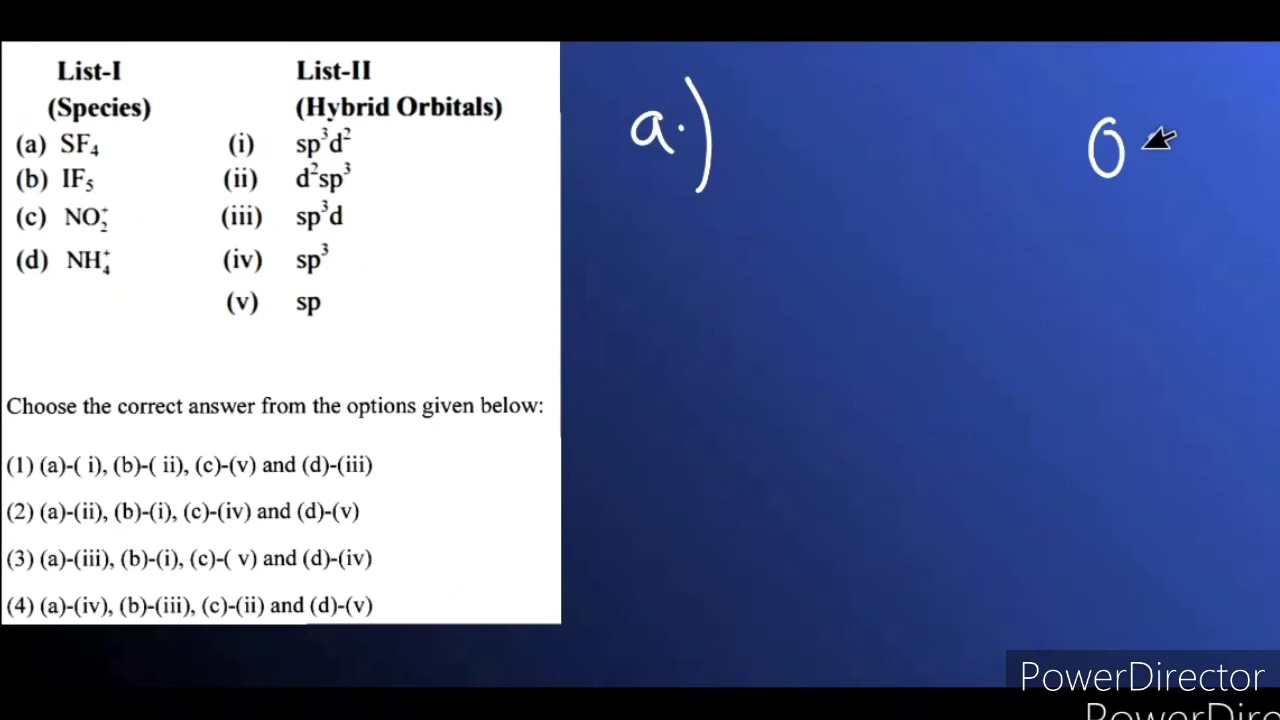 List-I List-II
(Species) (Hybrid Orbitals)
(a) SF₄ (i) sp³d²
(b) IF₅ (ii) d²sp³
(c) NO₂⁺ (iii) sp³d
(d) NH₄⁺ (iv) sp³
(v) sp
Choose the correct answer from the options given below:
(1) (a)-( i), (b)-( ii), (c)-(v) and (d)-(iii)
(2) (a)-(ii), (b)-(i), (c)-(iv) and (d)-(v)
(3) (a)-(iii), (b)-(i), (c)-( v) and (d)-(iv)
(4) (a)-(iv), (b)-(iii), (c)-(ii) and (d)-(v)
a.)
PowerDirector